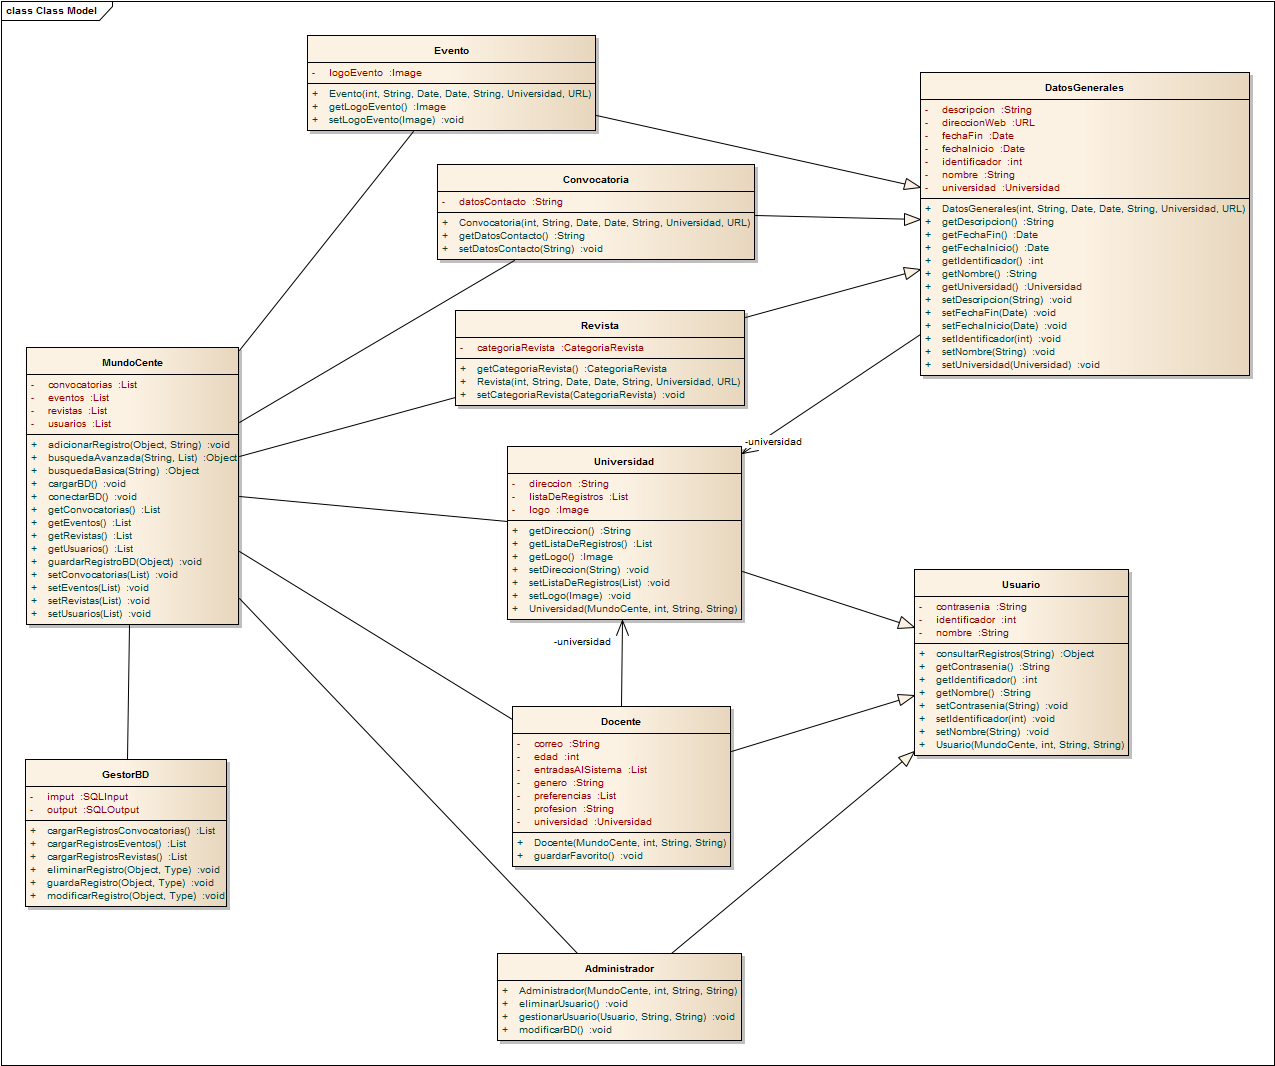 class Class Model
Evento
- logoEvento :Image
+ Evento(int, String, Date, Date, String, Universidad, URL)
+ getLogoEvento() :Image
+ setLogoEvento(Image) :void
DatosGenerales
- descripcion :String
- direccionWeb :URL
- fechaFin :Date
- fechaInicio :Date
- identificador :int
- nombre :String
- universidad :Universidad
+ DatosGenerales(int, String, Date, Date, String, Universidad, URL)
+ getDescripcion() :String
+ getFechaFin() :Date
+ getFechaInicio() :Date
+ getIdentificador() :int
+ getNombre() :String
+ getUniversidad() :Universidad
+ setDescripcion(String) :void
+ setFechaFin(Date) :void
+ setFechaInicio(Date) :void
+ setIdentificador(int) :void
+ setNombre(String) :void
+ setUniversidad(Universidad) :void
Convocatoria
- datosContacto :String
+ Convocatoria(int, String, Date, Date, String, Universidad, URL)
+ getDatosContacto() :String
+ setDatosContacto(String) :void
Revista
- categoriaRevista :CategoriaRevista
+ getCategoriaRevista() :CategoriaRevista
+ Revista(int, String, Date, Date, String, Universidad, URL)
+ setCategoriaRevista(CategoriaRevista) :void
MundoCente
- convocatorias :List
- eventos :List
- revistas :List
- usuarios :List
+ adicionarRegistro(Object, String) :void
+ busquedaAvanzada(String, List) :Object
+ busquedaBasica(String) :Object
+ cargarBD() :void
+ conectarBD() :void
+ getConvocatorias() :List
+ getEventos() :List
+ getRevistas() :List
+ getUsuarios() :List
+ guardarRegistroBD(Object) :void
+ setConvocatorias(List) :void
+ setEventos(List) :void
+ setRevistas(List) :void
+ setUsuarios(List) :void
-universidad
Universidad
- direccion :String
- listaDeRegistros :List
- logo :Image
+ getDireccion() :String
+ getListaDeRegistros() :List
+ getLogo() :Image
+ setDireccion(String) :void
+ setListaDeRegistros(List) :void
+ setLogo(Image) :void
+ Universidad(MundoCente, int, String, String)
-universidad
Usuario
- contrasenia :String
- identificador :int
- nombre :String
+ consultarRegistros(String) :Object
+ getContrasenia() :String
+ getIdentificador() :int
+ getNombre() :String
+ setContrasenia(String) :void
+ setIdentificador(int) :void
+ setNombre(String) :void
+ Usuario(MundoCente, int, String, String)
Docente
- correo :String
- edad :int
- entradasAlSistema :List
- genero :String
- preferencias :List
- profesion :String
- universidad :Universidad
+ Docente(MundoCente, int, String, String)
+ guardarFavorito() :void
GestorBD
- imput :SQLInput
- output :SQLOutput
+ cargarRegistrosConvocatorias() :List
+ cargarRegistrosEventos() :List
+ cargarRegistrosRevistas() :List
+ eliminarRegistro(Object, Type) :void
+ guardaRegistro(Object, Type) :void
+ modificarRegistro(Object, Type) :void
Administrador
+ Administrador(MundoCente, int, String, String)
+ eliminarUsuario() :void
+ gestionarUsuario(Usuario, String, String) :void
+ modificarBD() :void